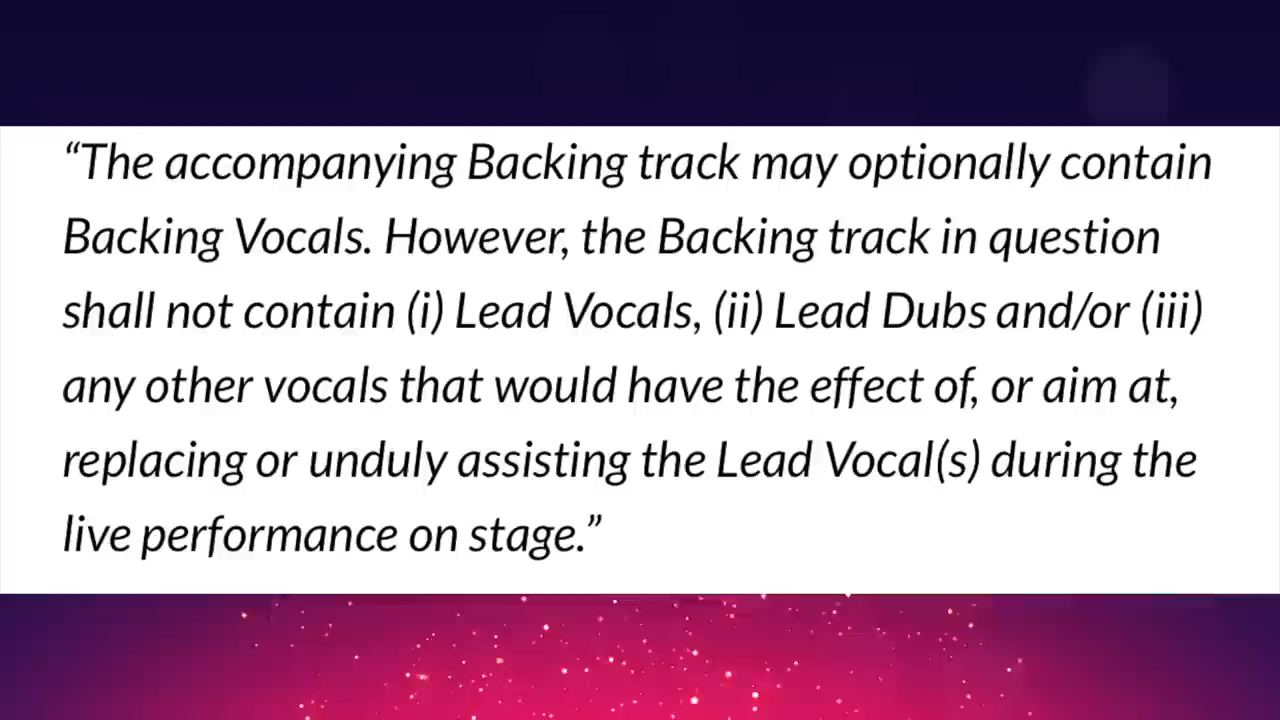 “The accompanying Backing track may optionally contain
Backing Vocals. However, the Backing track in question
shall not contain (i) Lead Vocals, (ii) Lead Dubs and/or (iii)
any other vocals that would have the effect of, or aim at,
replacing or unduly assisting the Lead Vocal(s) during the
live performance on stage.”